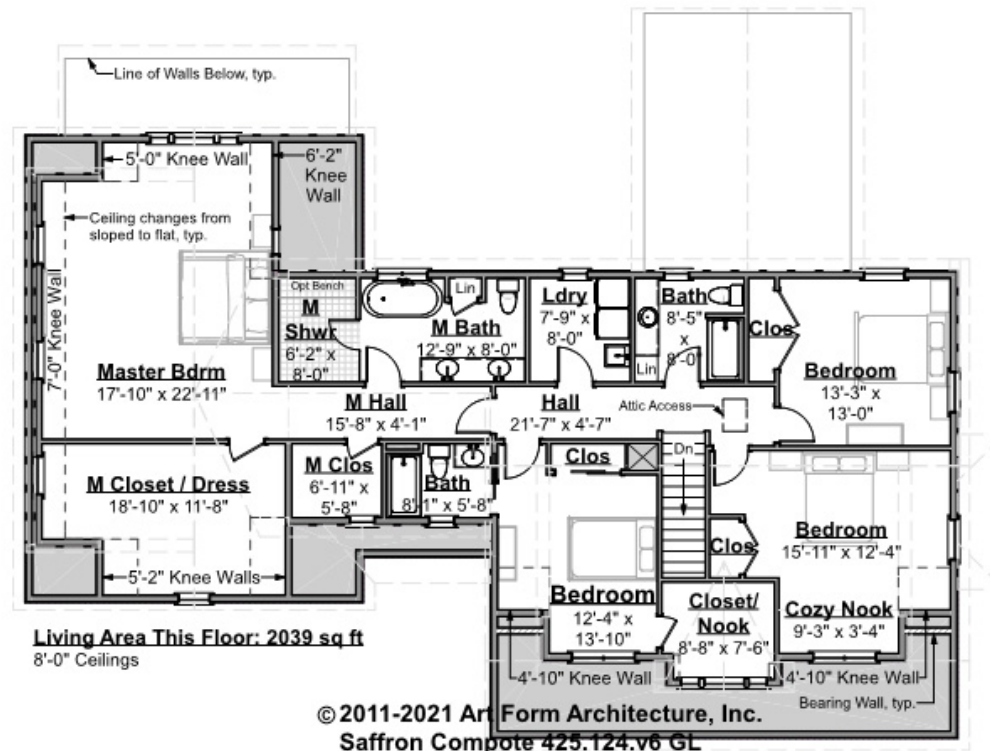 Line of Walls Below, typ.
5'-0" Knee Wall
6'-2"
Knee
Wall
Ceiling changes from
sloped to flat, typ.
7'-0" Knee Wall
Master Bdrm
17'-10" x 22'-11"
Opt Bench
M
Shwr
6'-2" x
8'-0"
Lin
M Bath
12'-9" x 8'-0"
Ldry
7'-9" x
8'-0"
Bath
8'-5"
x
8'-0"
Lin
Clos
Bedroom
13'-3" x
13'-0"
M Hall
15'-8" x 4'-1"
Hall
21'-7" x 4'-7"
Attic Access
M Closet / Dress
18'-10" x 11'-8"
M Clos
6'-11" x
5'-8"
Bath
8'-1" x 5'-8"
Clos
Dn
Clos
Bedroom
15'-11" x 12'-4"
5'-2" Knee Walls
Bedroom
12'-4" x
13'-10"
Closet/
Nook
8'-8" x 7'-6"
Cozy Nook
9'-3" x 3'-4"
4'-10" Knee Wall
4'-10" Knee Wall
Bearing Wall, typ.
Living Area This Floor: 2039 sq ft
8'-0" Ceilings
© 2011-2021 Art Form Architecture, Inc.
Saffron Compote 425.124.v6 GL